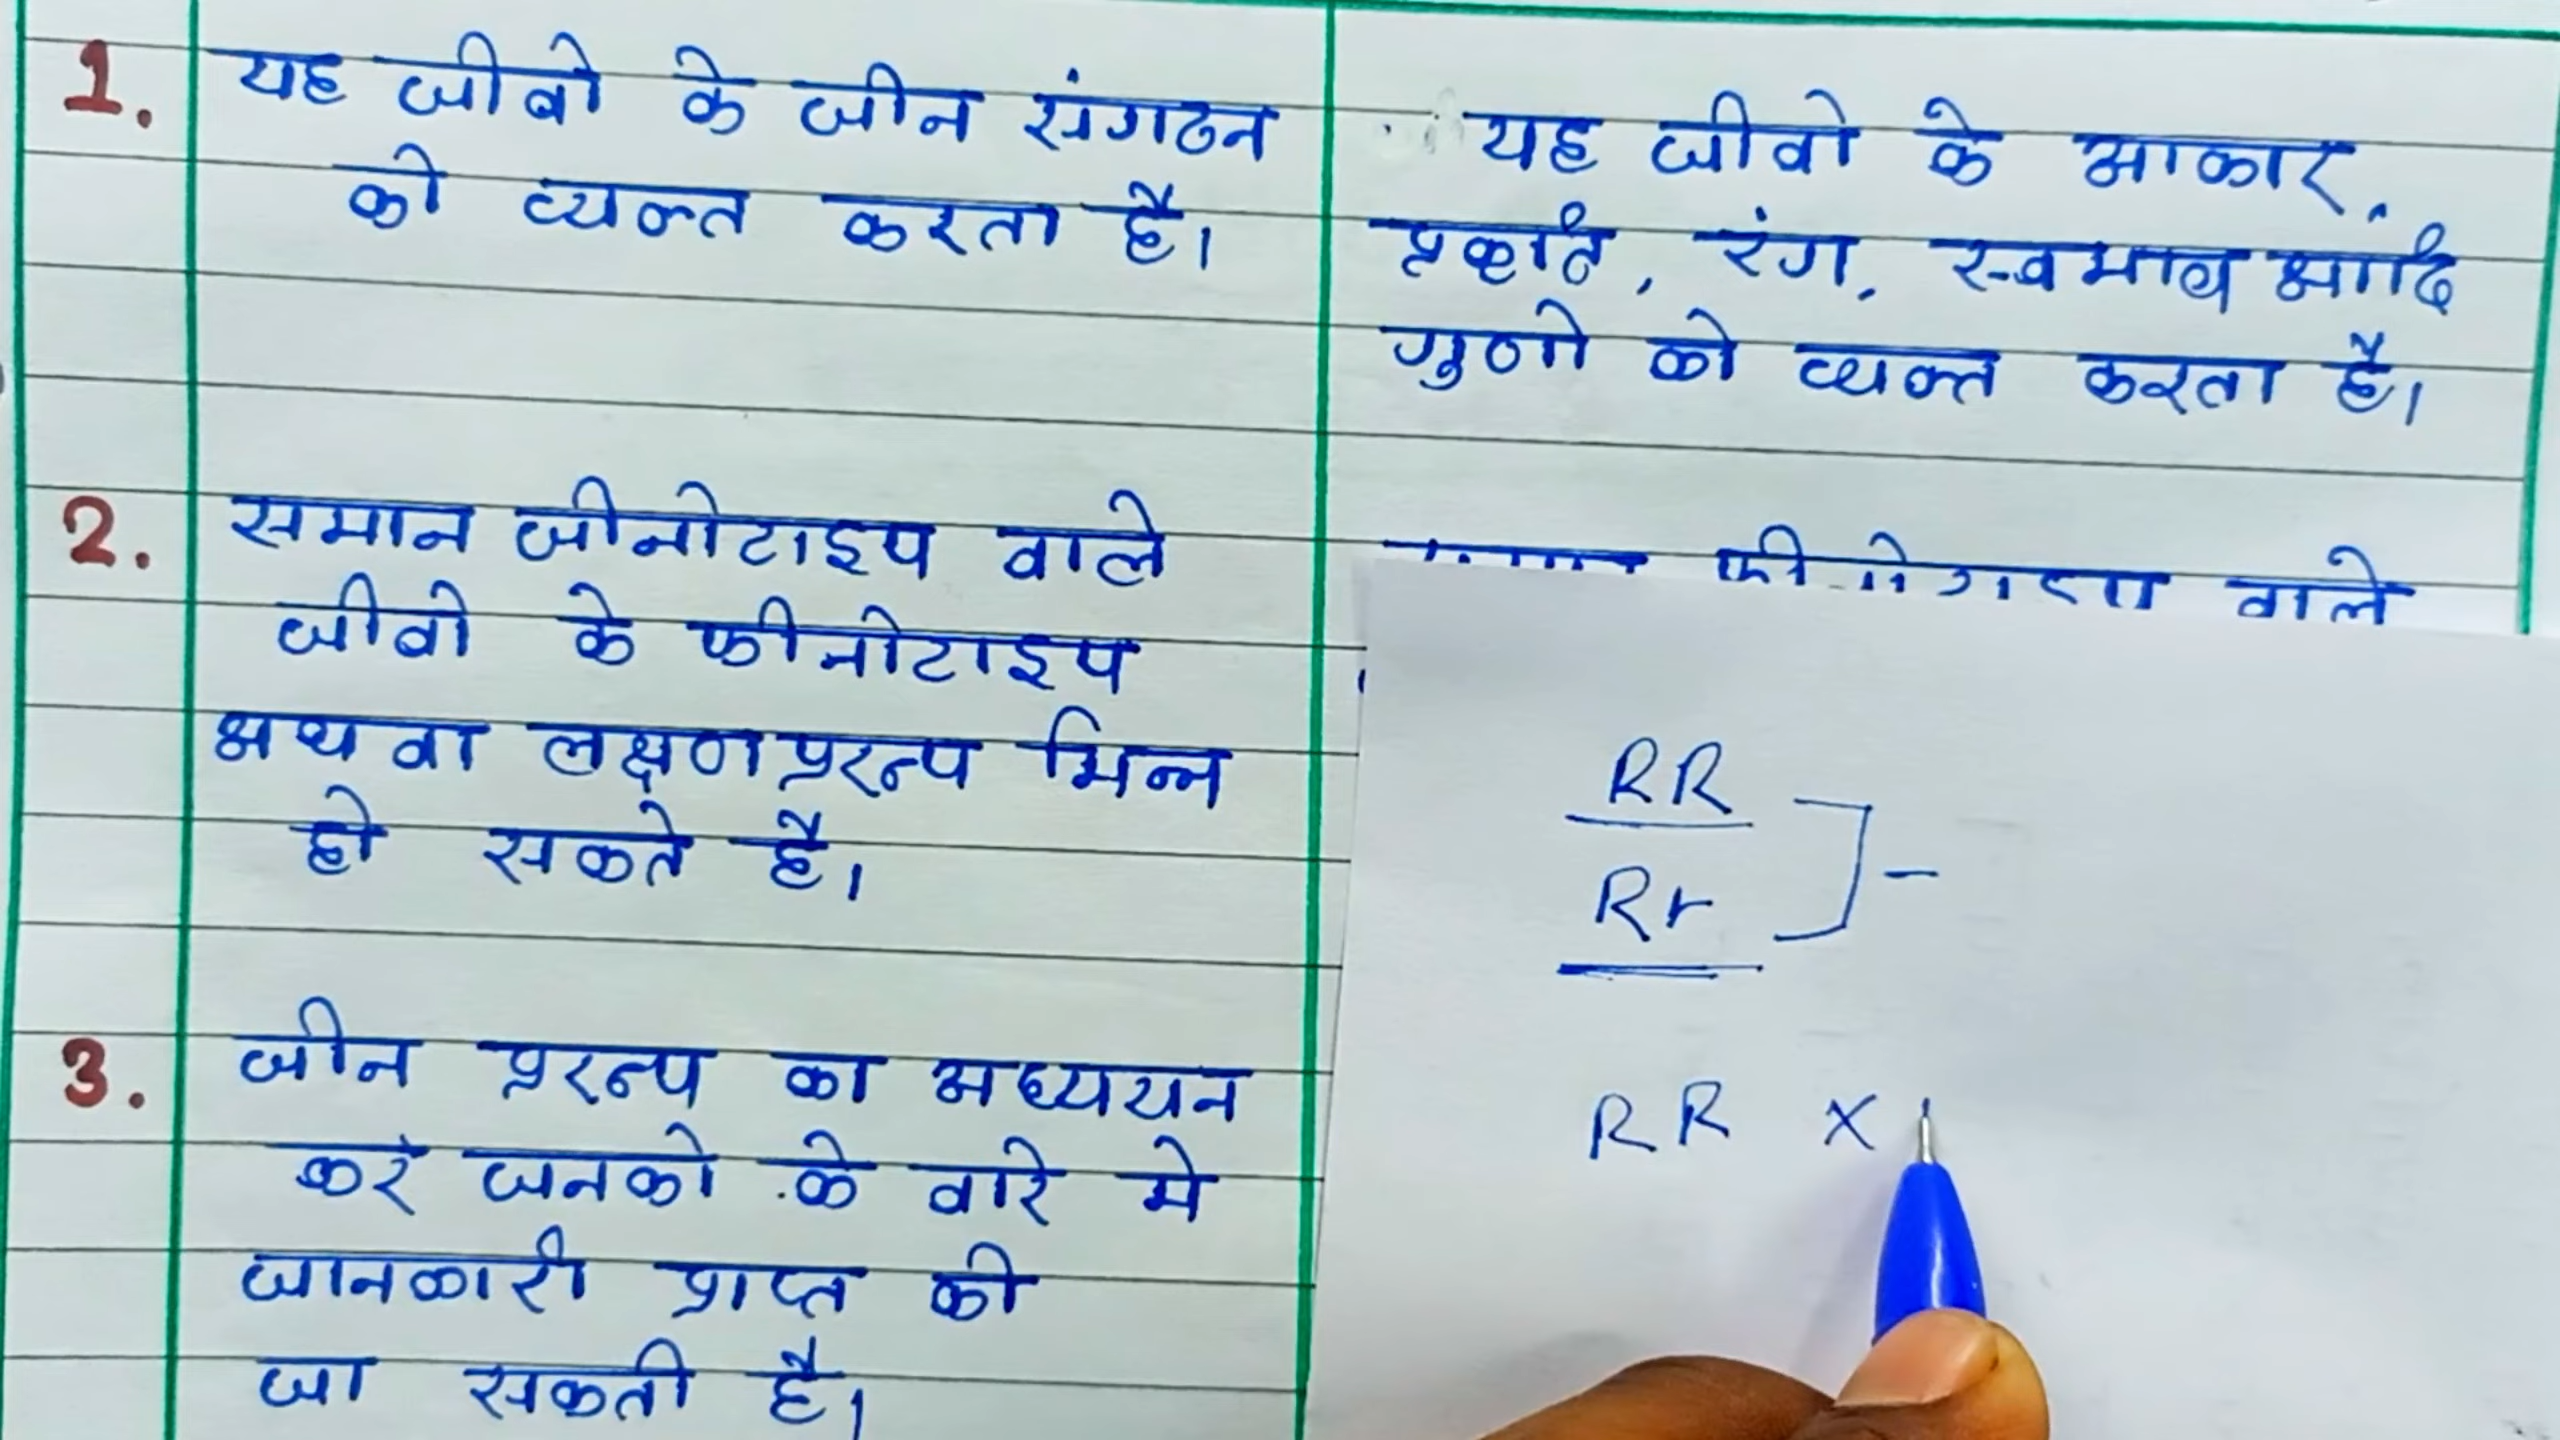 1. यह जीवो के जीन संगठन
को व्यक्त करता है।
यह जीवो के आकार,
प्रकृति, रंग, स्वभाव आदि
गुणो को व्यक्त करता है।
2. समान जीनोटाइप वाले
जीवो के फीनोटाइप
अथवा लक्षणप्ररूप भिन्न
हो सकते है।
वाले
3. जीन प्ररूप का अध्ययन
करे जनको के वारे मे
जानकारी प्राप्त की
जा सकती है।
RR
Rr
] -
RR ×